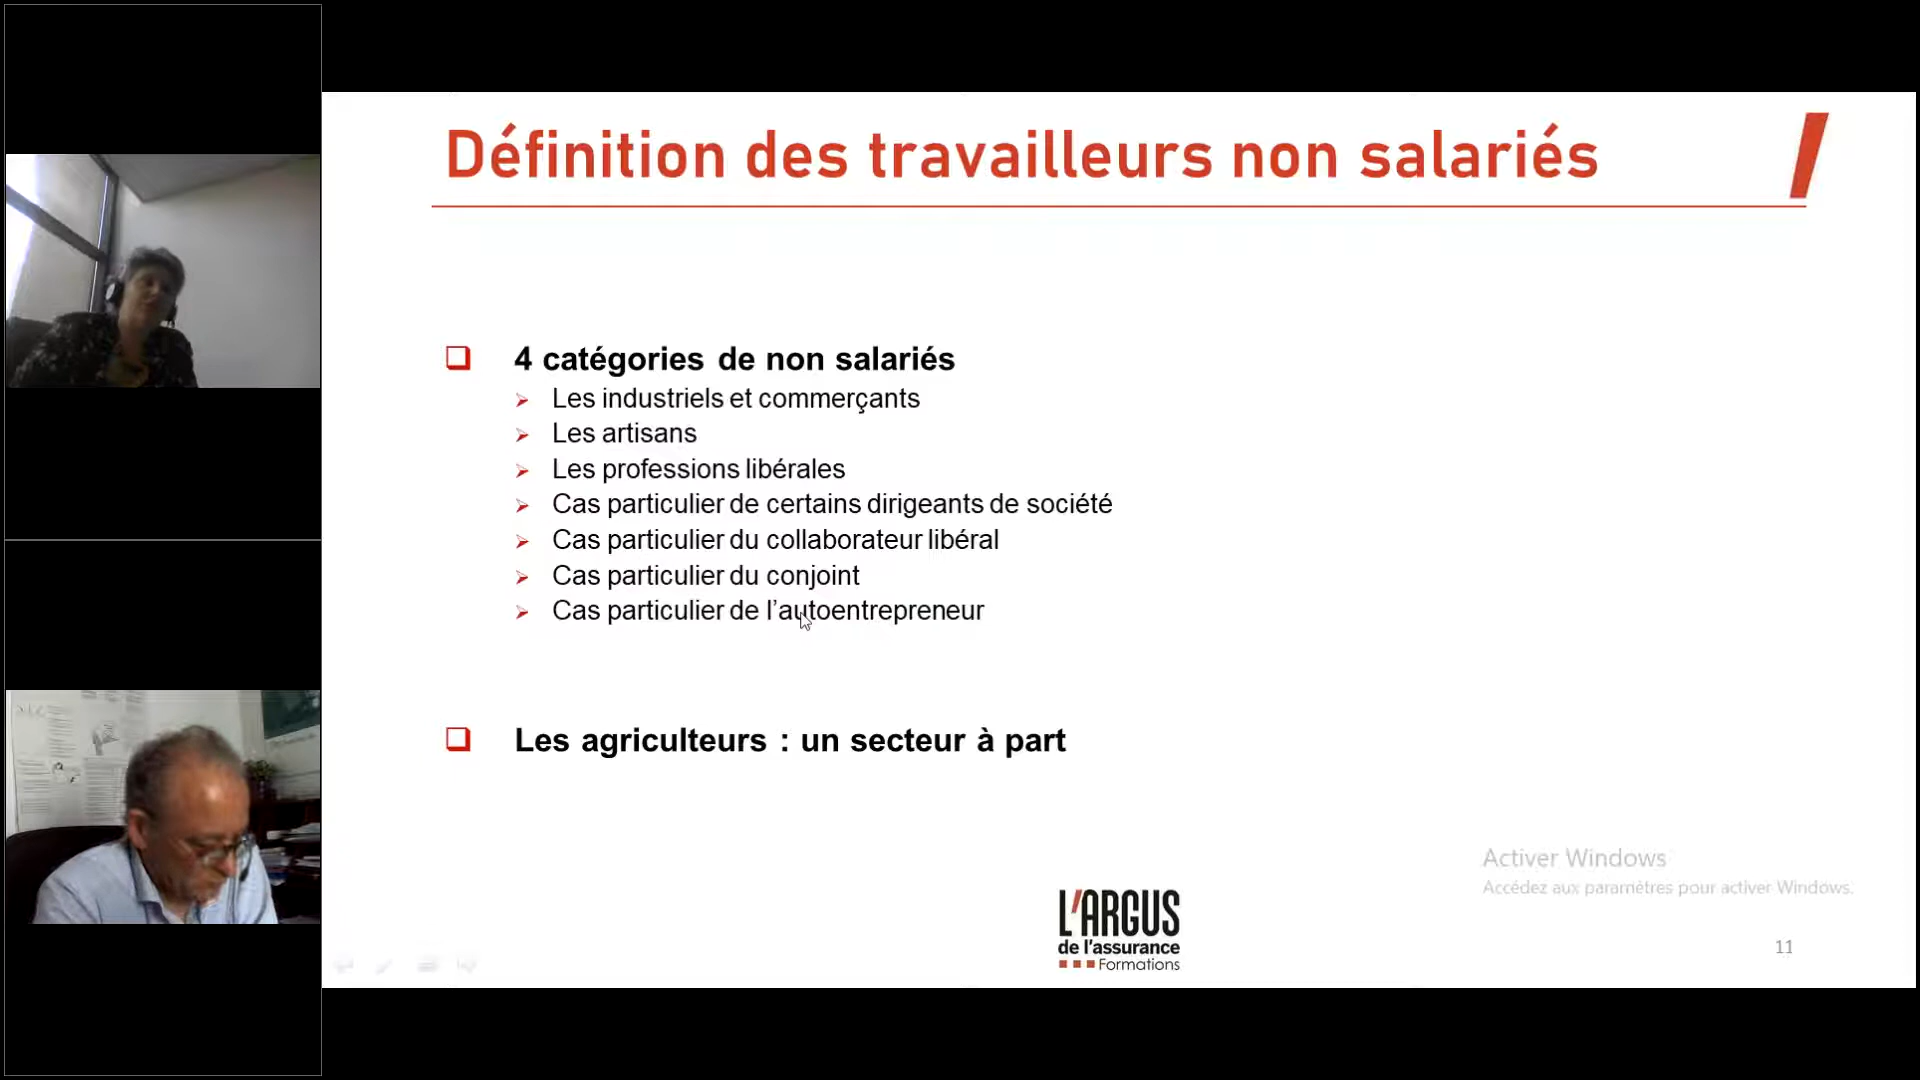 Définition des travailleurs non salariés
4 catégories de non salariés
Les industriels et commerçants
Les artisans
Les professions libérales
Cas particulier de certains dirigeants de société
Cas particulier du collaborateur libéral
Cas particulier du conjoint
Cas particulier de l’autoentrepreneur
Les agriculteurs : un secteur à part
Activer Windows
Accédez aux paramètres pour activer Windows.
L'ARGUS
de l'assurance
Formations
11